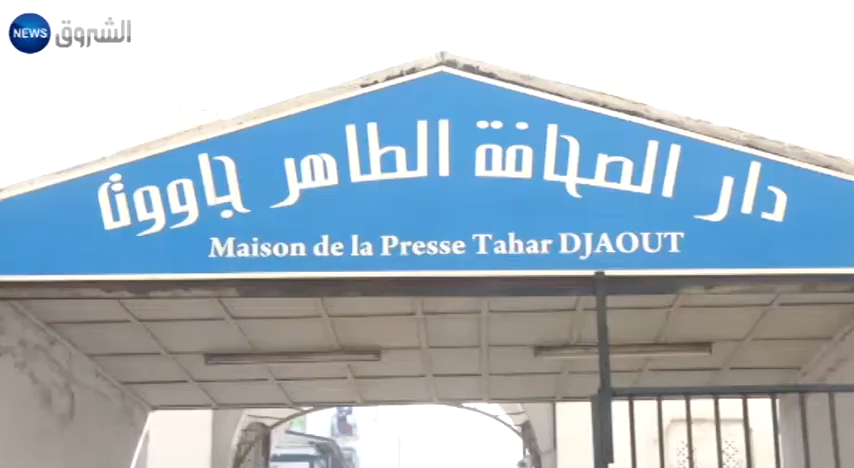 NEWS الشروق
دار الصحافة الطاهر جاووت
Maison de la Presse Tahar DJAOUT